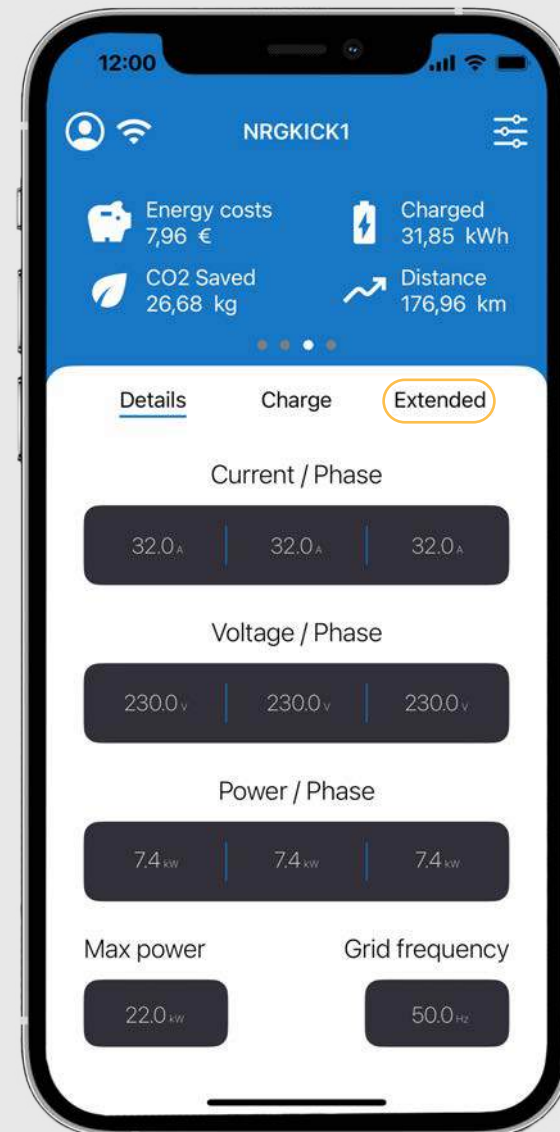 12:00
NRGKICK1
Energy costs
7,96 €
Charged
31,85 kWh
CO2 Saved
26,68 kg
Distance
176,96 km
Details Charge Extended
Current / Phase
32.0 A 32.0 A 32.0 A
Voltage / Phase
230.0 V 230.0 V 230.0 V
Power / Phase
7.4 kW 7.4 kW 7.4 kW
Max power Grid frequency
22.0 kW 50.0 Hz